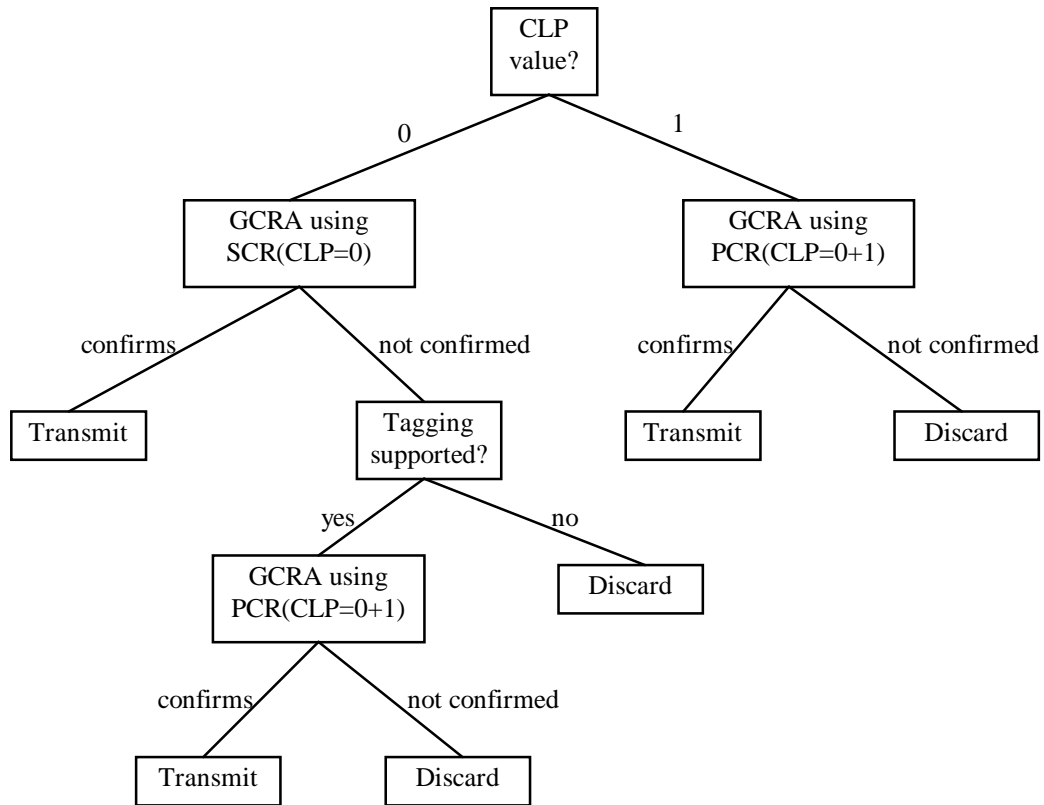 CLP
value?
0
1
GCRA using
SCR(CLP=0)
GCRA using
PCR(CLP=0+1)
confirms
not confirmed
confirms
not confirmed
Transmit
Tagging
supported?
Transmit
Discard
yes
no
GCRA using
PCR(CLP=0+1)
Discard
confirms
not confirmed
Transmit
Discard